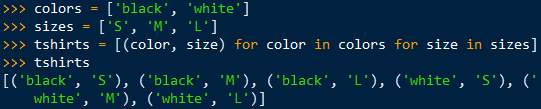 >>> colors = ['black', 'white']
>>> sizes = ['S', 'M', 'L']
>>> tshirts = [(color, size) for color in colors for size in sizes]
>>> tshirts
[('black', 'S'), ('black', 'M'), ('black', 'L'), ('white', 'S'), ('
white', 'M'), ('white', 'L')]